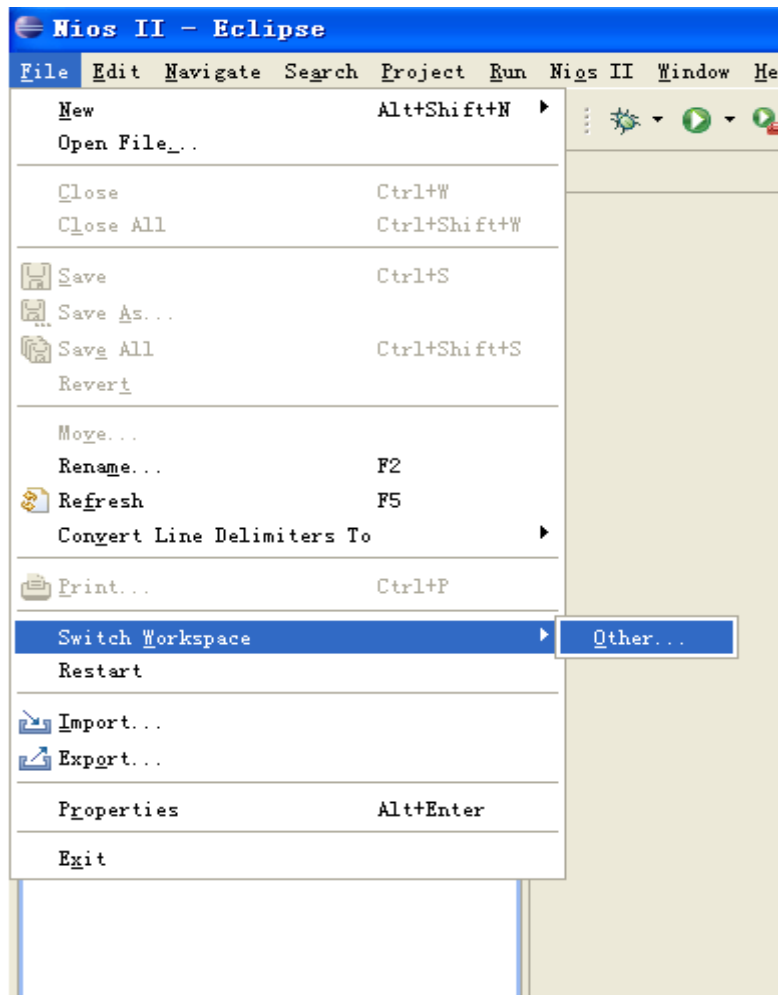 Nios II - Eclipse
File Edit Navigate Search Project Run Nios II Window He
New Alt+Shift+N
Open File...
Close Ctrl+W
Close All Ctrl+Shift+W
Save Ctrl+S
Save As...
Save All Ctrl+Shift+S
Revert
Move...
Rename... F2
Refresh F5
Convert Line Delimiters To
Print... Ctrl+P
Switch Workspace Other...
Restart
Import...
Export...
Properties Alt+Enter
Exit